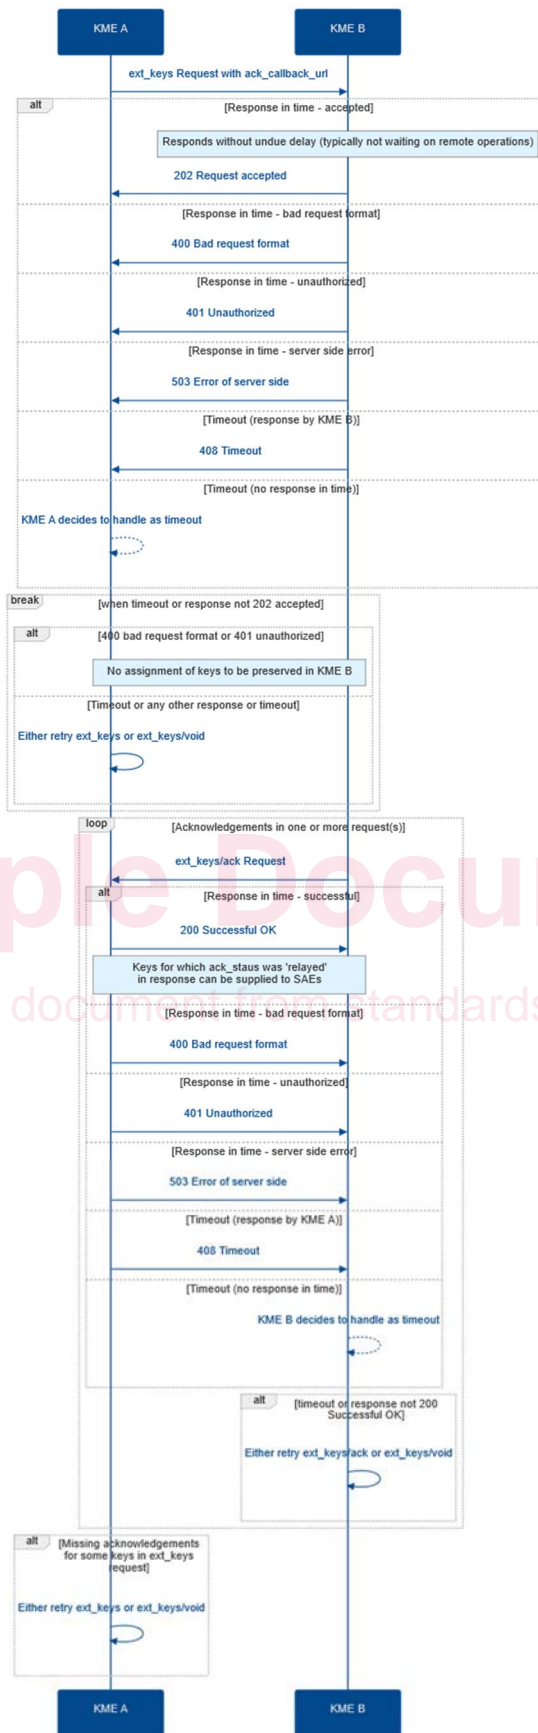 KME A
KME B
ext_keys Request with ack_callback_url
alt
[Response in time - accepted]
Responds without undue delay (typically not waiting on remote operations)
202 Request accepted
[Response in time - bad request format]
400 Bad request format
[Response in time - unauthorized]
401 Unauthorized
[Response in time - server side error]
503 Error of server side
[Timeout (response by KME B)]
408 Timeout
[Timeout (no response in time)]
KME A decides to handle as timeout
break
[when timeout or response not 202 accepted]
alt
[400 bad request format or 401 unauthorized]
No assignment of keys to be preserved in KME B
[Timeout or any other response or timeout]
Either retry ext_keys or ext_keys/void
loop
[Acknowledgements in one or more request(s)]
ext_keys/ack Request
alt
[Response in time - successful]
200 Successful OK
Keys for which ack_staus was 'relayed'
in response can be supplied to SAEs
[Response in time - bad request format]
400 Bad request format
[Response in time - unauthorized]
401 Unauthorized
[Response in time - server side error]
503 Error of server side
[Timeout (response by KME A)]
408 Timeout
[Timeout (no response in time)]
KME B decides to handle as timeout
alt
[timeout or response not 200
Successful OK]
Either retry ext_keys/ack or ext_keys/void
alt
[Missing acknowledgements
for some keys in ext_keys
request]
Either retry ext_keys or ext_keys/void
KME A
KME B
ple Docu
document from standards